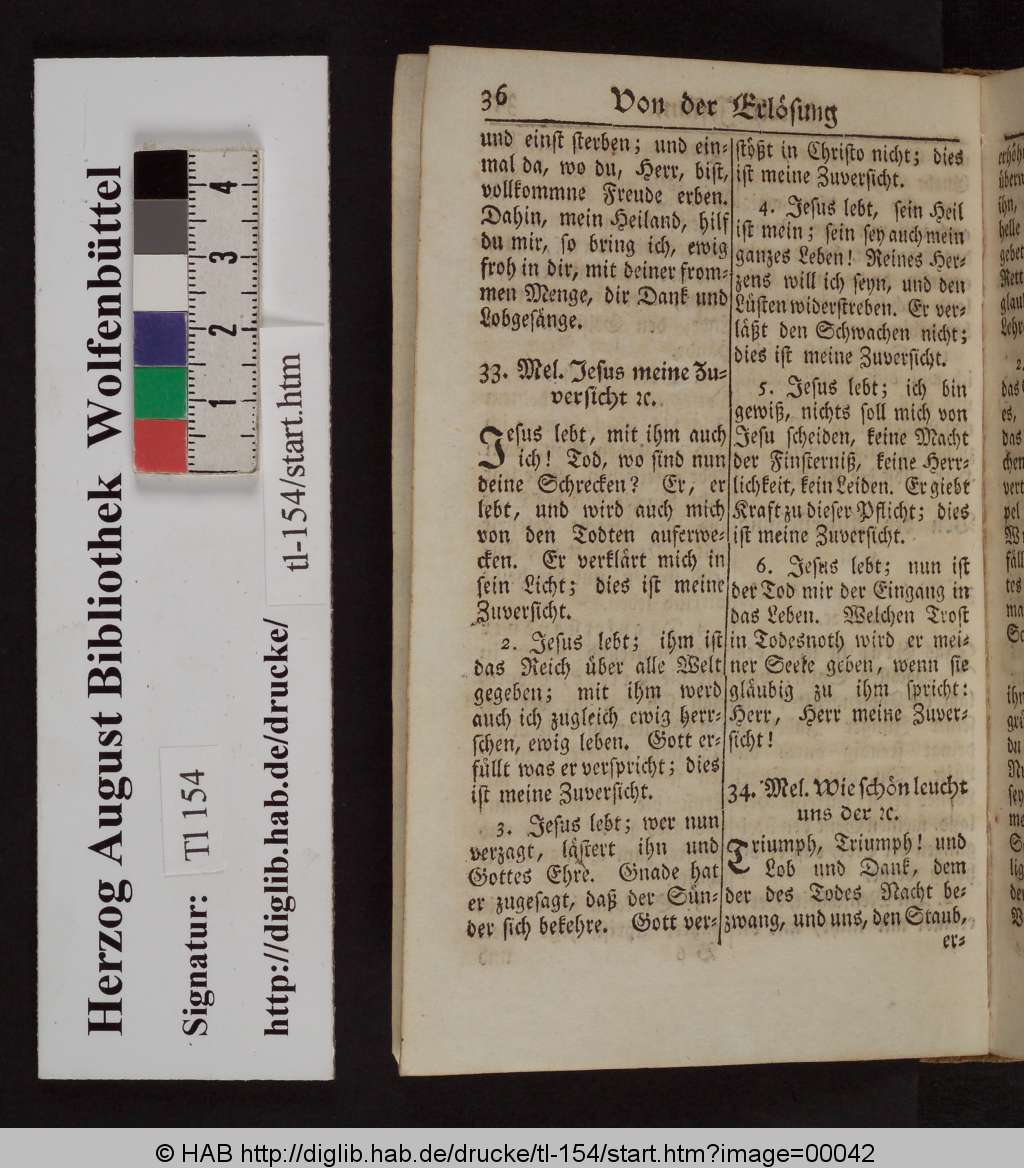 Herzog August Bibliothek Wolfenbüttel
Signatur: Tl 154
http://diglib.hab.de/drucke/
tl-154/start.htm
1 2 3 4
36 Von der Erlösung
und einst sterben; und ein-
mal da, wo du, Herr, bist,
vollkommne Freude erben.
Dahin, mein Heiland, hilf
du mir, so bring ich, ewig
froh in dir, mit deiner from-
men Menge, dir Dank und
Lobgesänge.
33. Mel. Jesus meine Zu-
versicht ꝛc.
Jesus lebt, mit ihm auch
ich! Tod, wo sind nun
deine Schrecken? Er, er
lebt, und wird auch mich
von den Todten auferwe-
cken. Er verklärt mich in
sein Licht; dies ist meine
Zuversicht.
2. Jesus lebt; ihm ist
das Reich über alle Welt
gegeben; mit ihm werd
auch ich zugleich ewig herr-
schen, ewig leben. Gott er-
füllt was er verspricht; dies
ist meine Zuversicht.
3. Jesus lebt; wer nun
verzagt, lästert ihn und
Gottes Ehre. Gnade hat
er zugesagt, daß der Sün-
der sich bekehre. Gott ver-
stößt in Christo nicht; dies
ist meine Zuversicht.
4. Jesus lebt, sein Heil
ist mein; sein sey auch mein
ganzes Leben! Reines Her-
zens will ich seyn, und den
Lüsten widerstreben. Er ver-
läßt den Schwachen nicht;
dies ist meine Zuversicht.
5. Jesus lebt; ich bin
gewiß, nichts soll mich von
Jesu scheiden, keine Macht
der Finsterniß, keine Herr-
lichkeit, kein Leiden. Er giebt
Kraft zu dieser Pflicht; dies
ist meine Zuversicht.
6. Jesus lebt; nun ist
der Tod mir der Eingang in
das Leben. Welchen Trost
in Todesnoth wird er mei-
ner Seele geben, wenn sie
gläubig zu ihm spricht:
Herr, Herr meine Zuver-
sicht!
34. Mel. Wie schön leucht
uns der ꝛc.
Triumph, Triumph! und
Lob und Dank, dem
der des Todes Nacht be-
zwang, und uns, den Staub,
er-
© HAB http://diglib.hab.de/drucke/tl-154/start.htm?image=00042